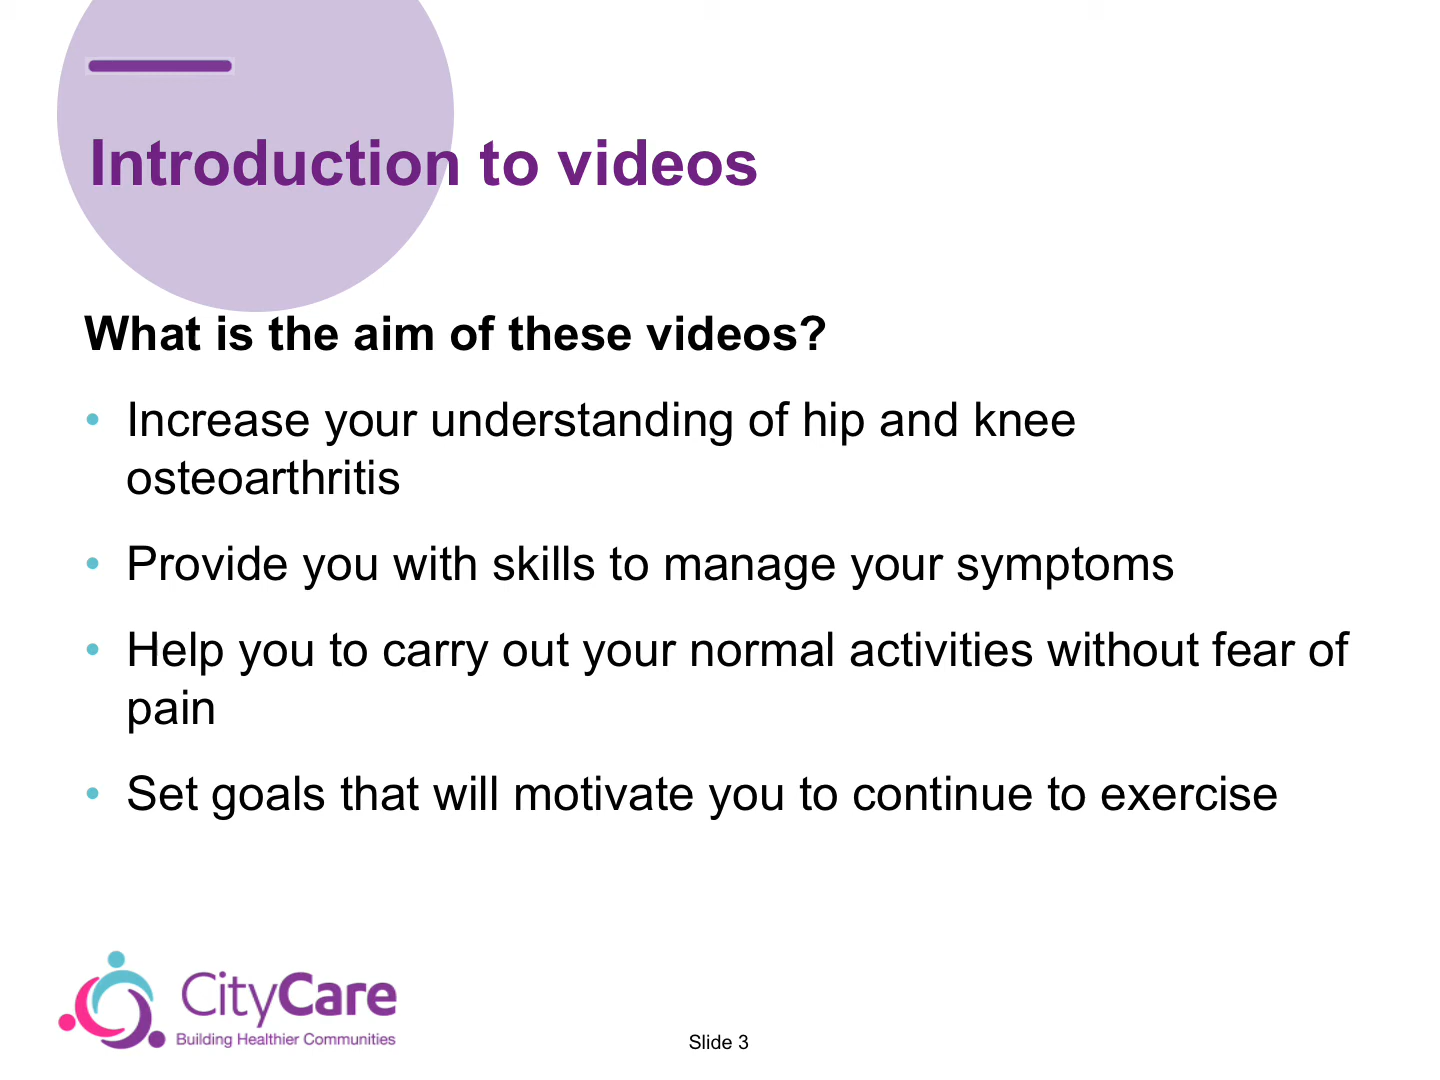 Introduction to videos
What is the aim of these videos?
• Increase your understanding of hip and knee
osteoarthritis
• Provide you with skills to manage your symptoms
• Help you to carry out your normal activities without fear of
pain
• Set goals that will motivate you to continue to exercise
CityCare
Building Healthier Communities
Slide 3